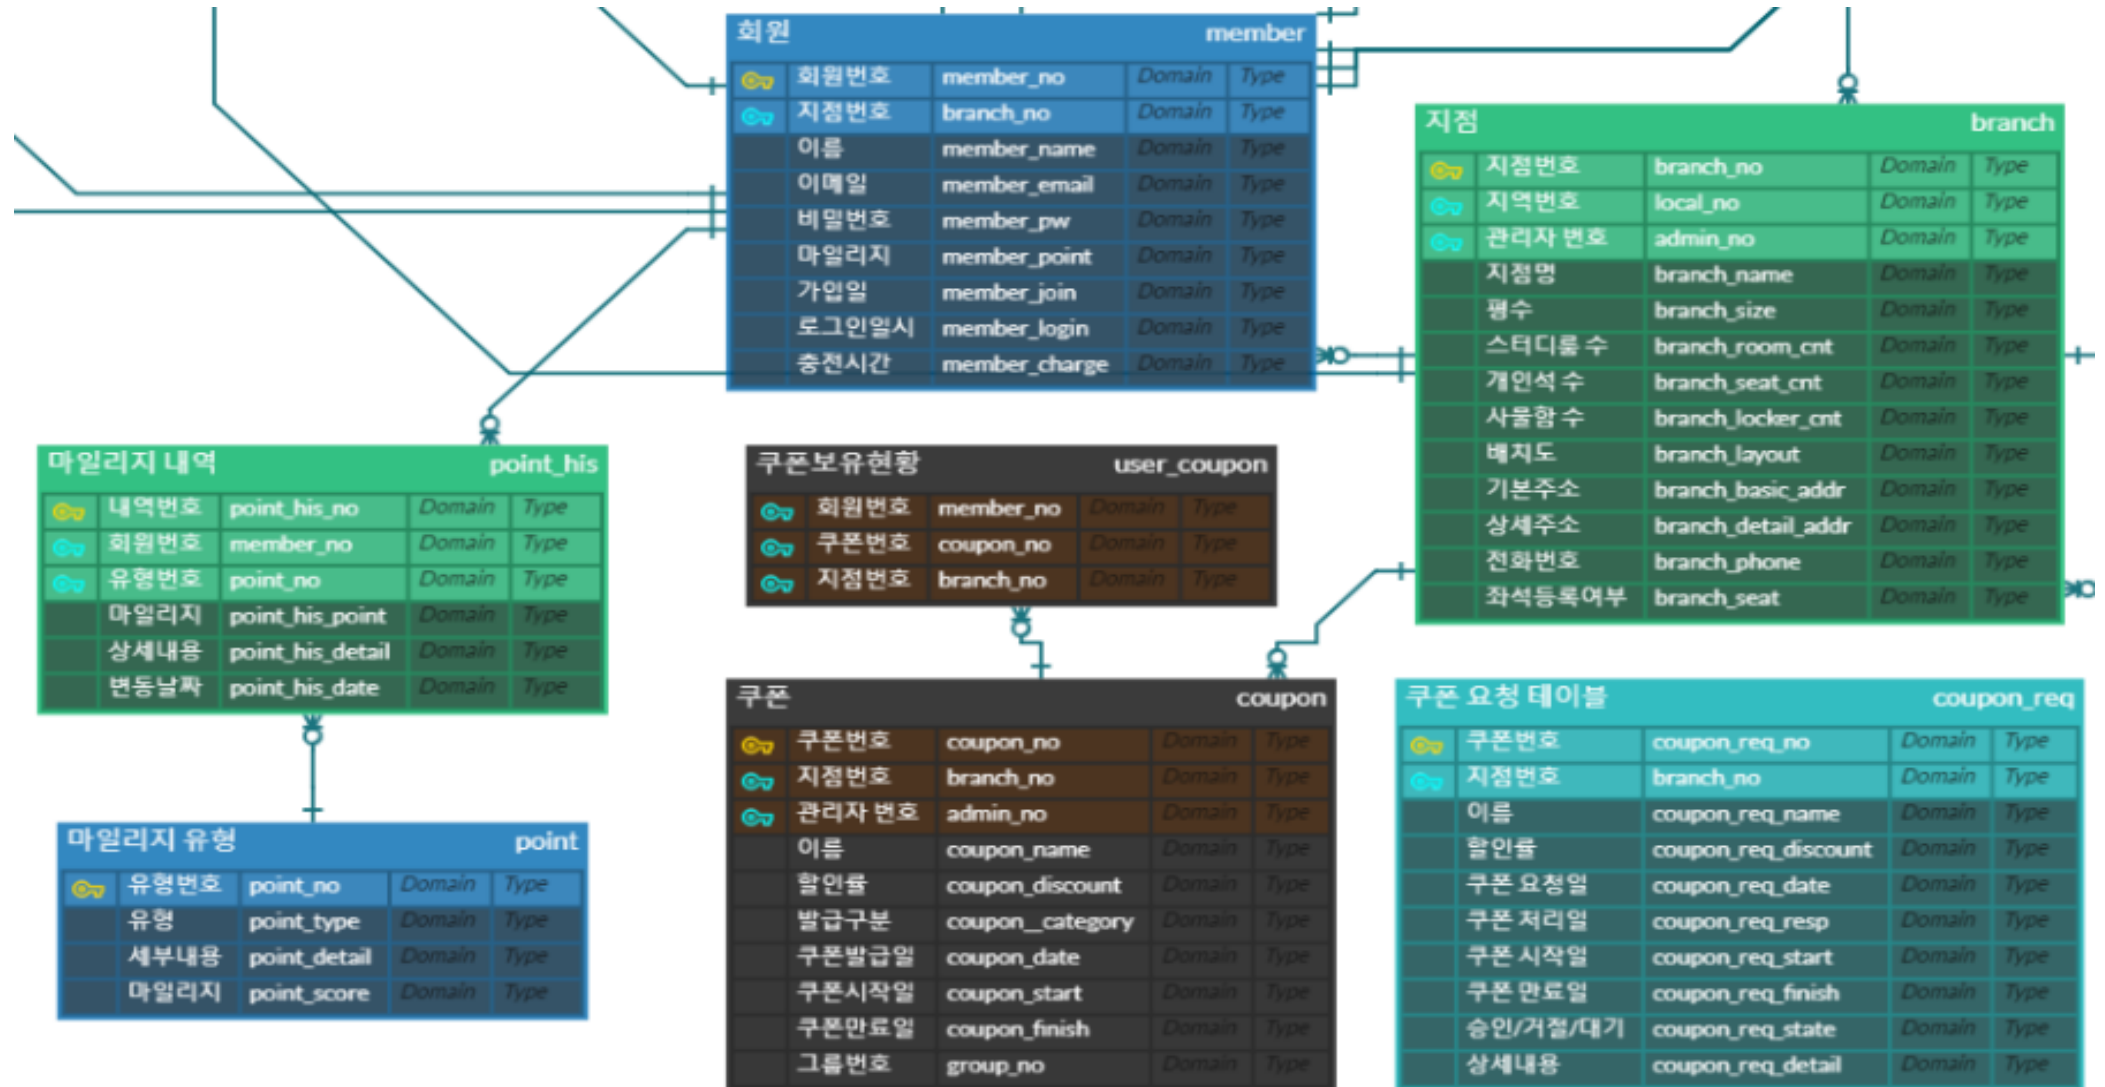 회원 member
회원번호 member_no Domain Type
지점번호 branch_no Domain Type
이름 member_name Domain Type
이메일 member_email Domain Type
비밀번호 member_pw Domain Type
마일리지 member_point Domain Type
가입일 member_join Domain Type
로그인일시 member_login Domain Type
충전시간 member_charge Domain Type
지점 branch
지점번호 branch_no Domain Type
지역번호 local_no Domain Type
관리자 번호 admin_no Domain Type
지점명 branch_name Domain Type
평수 branch_size Domain Type
스터디룸 수 branch_room_cnt Domain Type
개인석 수 branch_seat_cnt Domain Type
사물함 수 branch_locker_cnt Domain Type
배치도 branch_layout Domain Type
기본주소 branch_basic_addr Domain Type
상세주소 branch_detail_addr Domain Type
전화번호 branch_phone Domain Type
좌석등록여부 branch_seat Domain Type
마일리지 내역 point_his
내역번호 point_his_no Domain Type
회원번호 member_no Domain Type
유형번호 point_no Domain Type
마일리지 point_his_point Domain Type
상세내용 point_his_detail Domain Type
변동날짜 point_his_date Domain Type
쿠폰보유현황 user_coupon
회원번호 member_no Domain Type
쿠폰번호 coupon_no Domain Type
지점번호 branch_no Domain Type
마일리지 유형 point
유형번호 point_no Domain Type
유형 point_type Domain Type
세부내용 point_detail Domain Type
마일리지 point_score Domain Type
쿠폰 coupon
쿠폰번호 coupon_no Domain Type
지점번호 branch_no Domain Type
관리자 번호 admin_no Domain Type
이름 coupon_name Domain Type
할인률 coupon_discount Domain Type
발급구분 coupon__category Domain Type
쿠폰발급일 coupon_date Domain Type
쿠폰시작일 coupon_start Domain Type
쿠폰만료일 coupon_finish Domain Type
그룹번호 group_no Domain Type
쿠폰 요청 테이블 coupon_req
쿠폰번호 coupon_req_no Domain Type
지점번호 branch_no Domain Type
이름 coupon_req_name Domain Type
할인률 coupon_req_discount Domain Type
쿠폰 요청일 coupon_req_date Domain Type
쿠폰 처리일 coupon_req_resp Domain Type
쿠폰 시작일 coupon_req_start Domain Type
쿠폰 만료일 coupon_req_finish Domain Type
승인/거절/대기 coupon_req_state Domain Type
상세내용 coupon_req_detail Domain Type